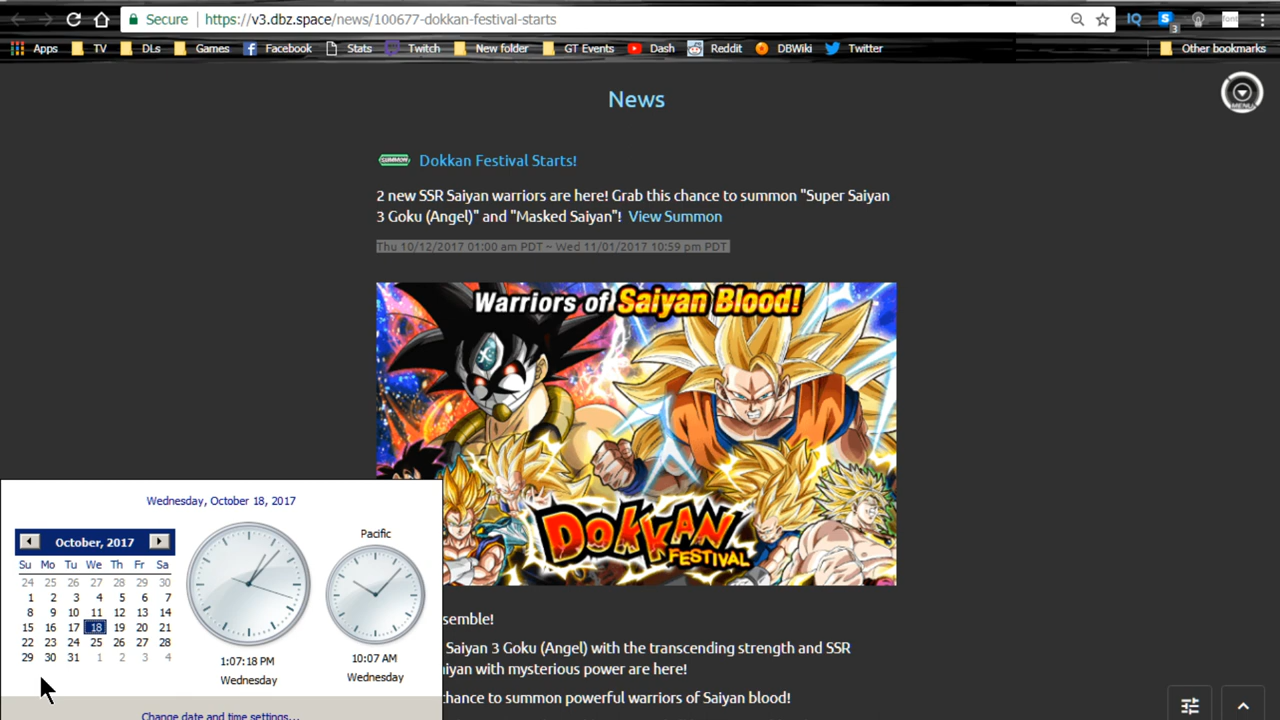 Secure https://v3.dbz.space/news/100677-dokkan-festival-starts
IQ
S
3
font
Apps TV DLs Games Facebook Stats Twitch New folder GT Events Dash Reddit DBWiki Twitter Other bookmarks
News
MENU
SUMMON Dokkan Festival Starts!
2 new SSR Saiyan warriors are here! Grab this chance to summon "Super Saiyan
3 Goku (Angel)" and "Masked Saiyan"! View Summon
Thu 10/12/2017 01:00 am PDT ~ Wed 11/01/2017 10:59 pm PDT
Warriors of Saiyan Blood!
DOKKAN
FESTIVAL
semble!
Saiyan 3 Goku (Angel) with the transcending strength and SSR
iyan with mysterious power are here!
chance to summon powerful warriors of Saiyan blood!
Wednesday, October 18, 2017
October, 2017
Su Mo Tu We Th Fr Sa
24 25 26 27 28 29 30
1 2 3 4 5 6 7
8 9 10 11 12 13 14
15 16 17 18 19 20 21
22 23 24 25 26 27 28
29 30 31 1 2 3 4
1:07:18 PM
Wednesday
Pacific
10:07 AM
Wednesday
Change date and time settings...